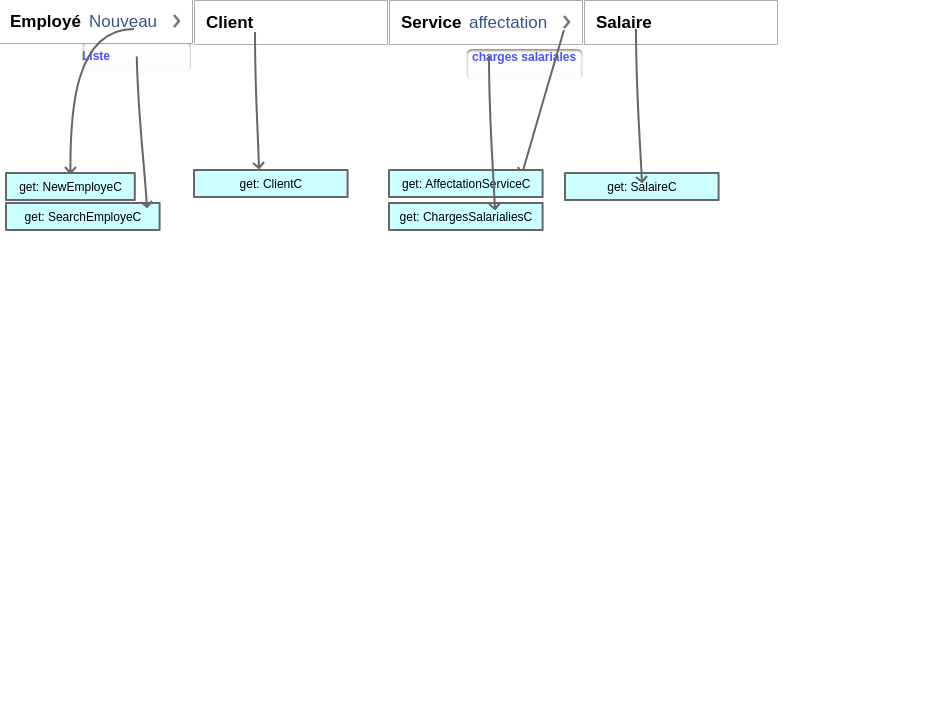 Employé Nouveau
Client
Service affectation
Salaire
Liste
charges salariales
get: NewEmployeC
get: SearchEmployeC
get: ClientC
get: AffectationServiceC
get: ChargesSalarialiesC
get: SalaireC